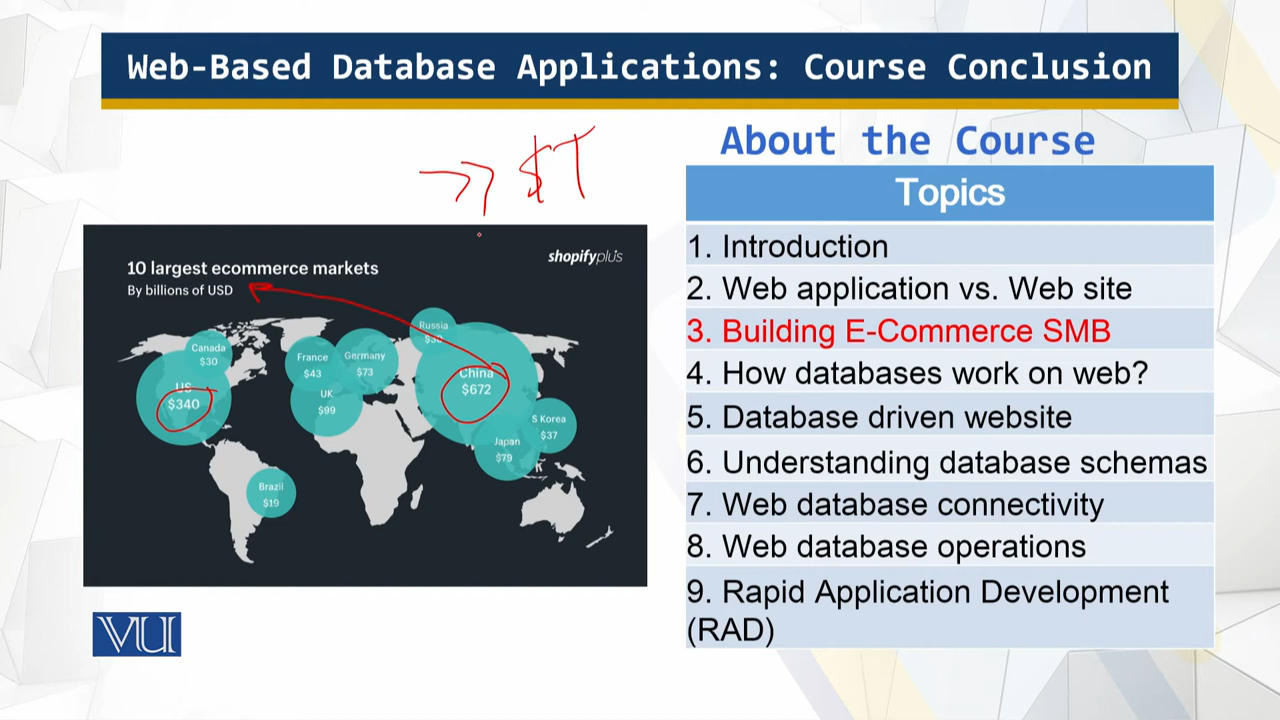 Web-Based Database Applications: Course Conclusion
$T
About the Course
Topics
1. Introduction
2. Web application vs. Web site
3. Building E-Commerce SMB
4. How databases work on web?
5. Database driven website
6. Understanding database schemas
7. Web database connectivity
8. Web database operations
9. Rapid Application Development
(RAD)
shopifyplus
10 largest ecommerce markets
By billions of USD
Canada
$30
US
$340
Brazil
$19
France
$43
Germany
$73
UK
$99
Russia
China
$672
S Korea
$37
Japan
$79
VU